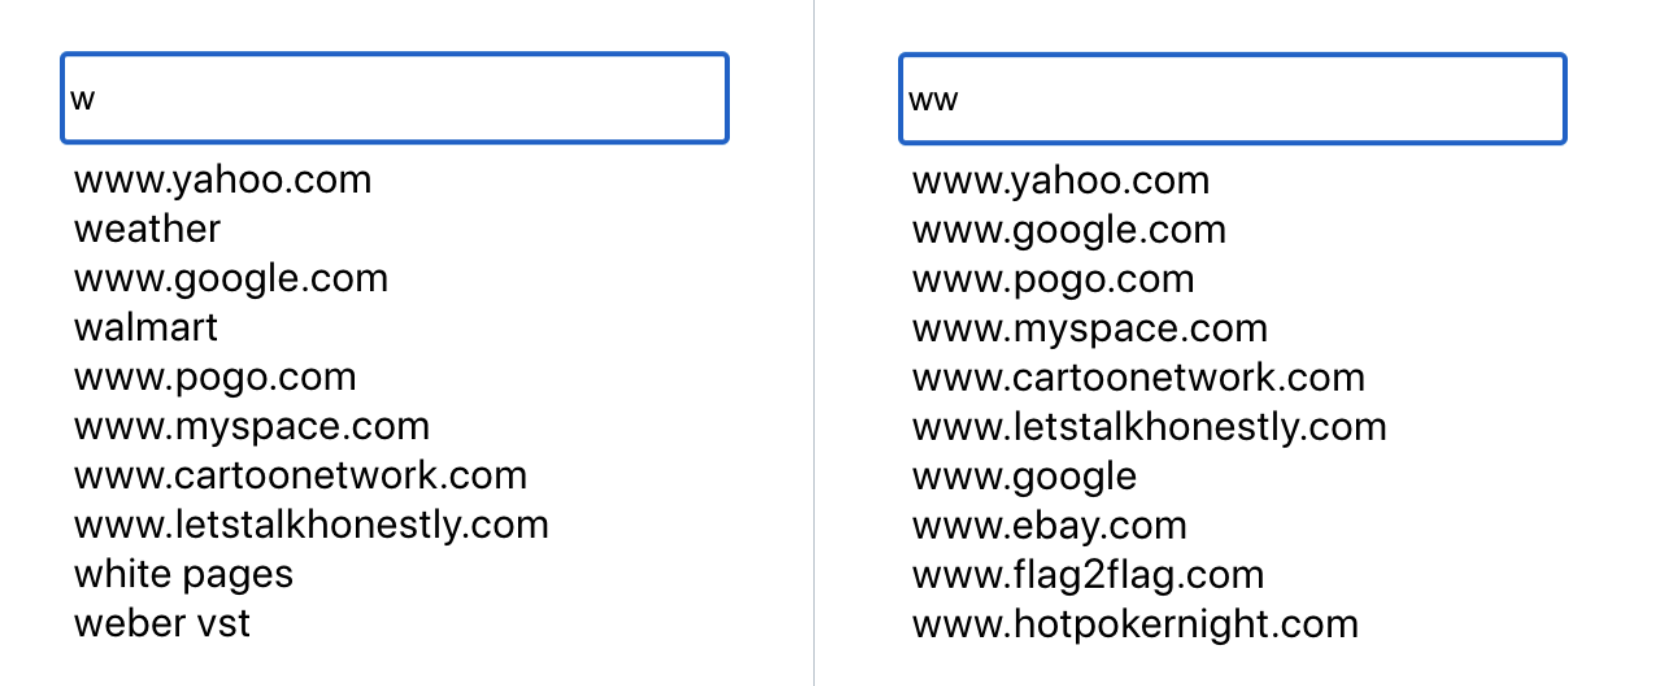 w
www.yahoo.com
weather
www.google.com
walmart
www.pogo.com
www.myspace.com
www.cartoonetwork.com
www.letstalkhonestly.com
white pages
weber vst
ww
www.yahoo.com
www.google.com
www.pogo.com
www.myspace.com
www.cartoonetwork.com
www.letstalkhonestly.com
www.google
www.ebay.com
www.flag2flag.com
www.hotpokernight.com